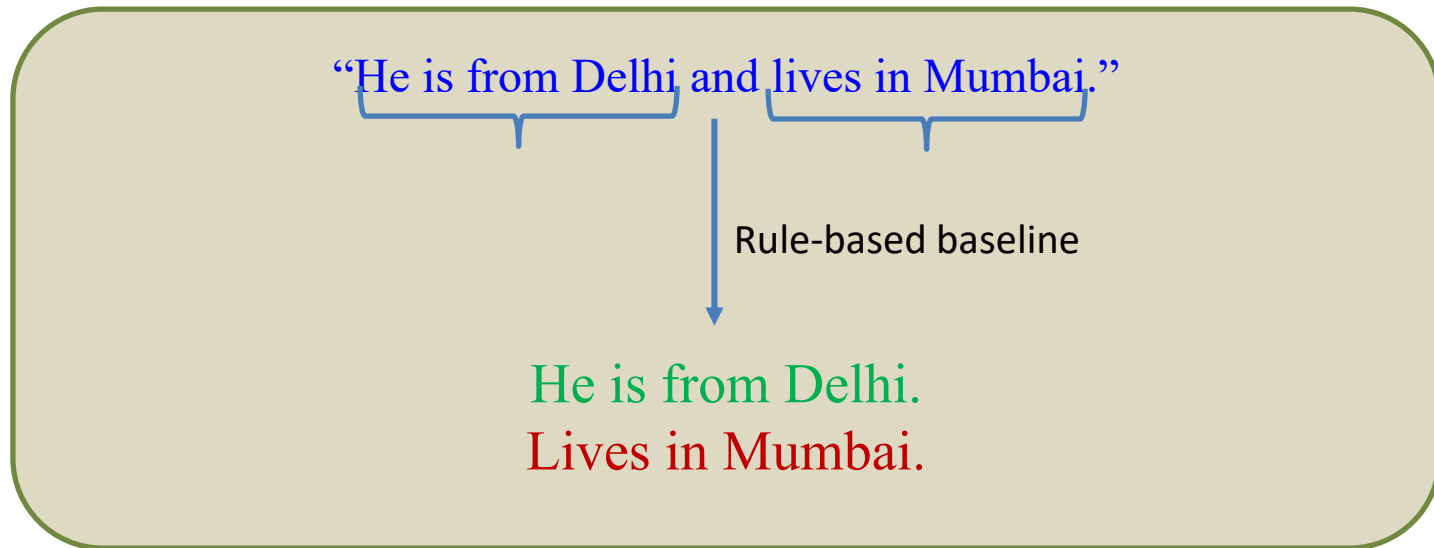 “He is from Delhi and lives in Mumbai.”
Rule-based baseline
He is from Delhi.
Lives in Mumbai.